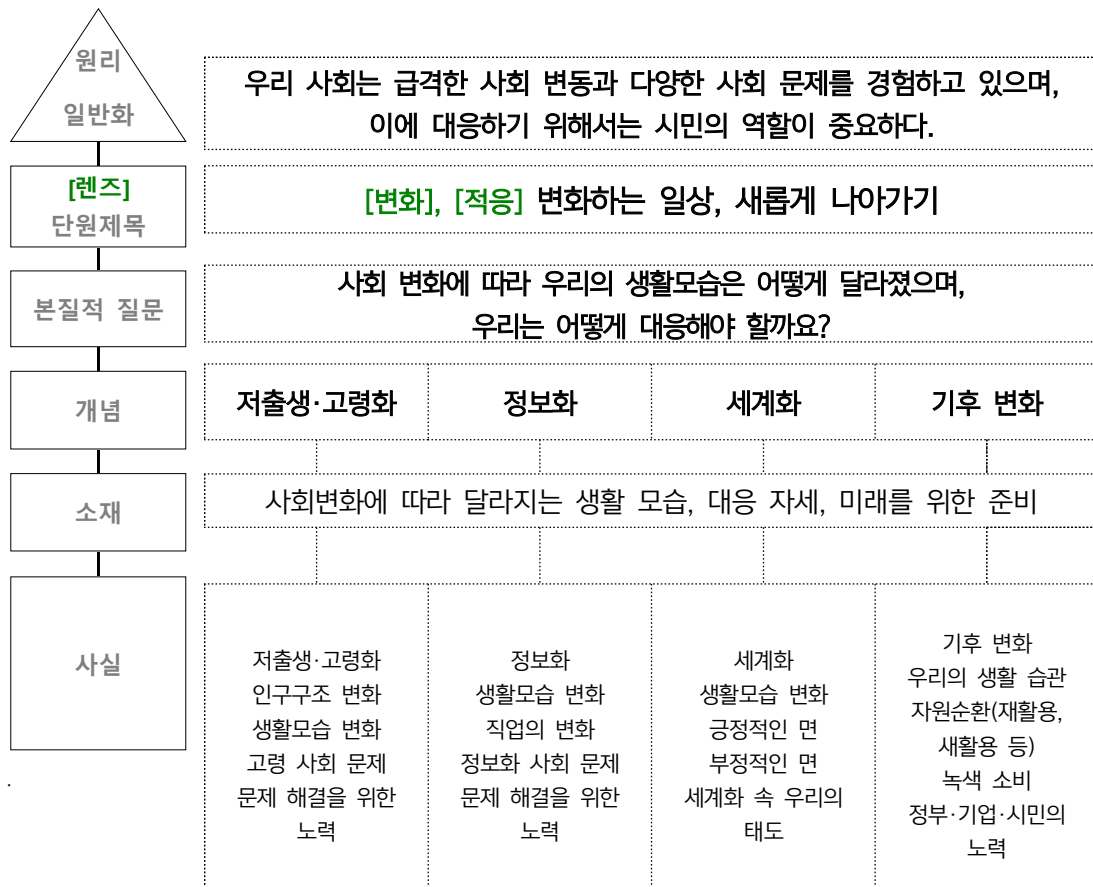 원리
일반화
우리 사회는 급격한 사회 변동과 다양한 사회 문제를 경험하고 있으며,
이에 대응하기 위해서는 시민의 역할이 중요하다.
[렌즈]
단원제목
[변화], [적응] 변화하는 일상, 새롭게 나아가기
본질적 질문
사회 변화에 따라 우리의 생활모습은 어떻게 달라졌으며,
우리는 어떻게 대응해야 할까요?
개념
저출생·고령화
정보화
세계화
기후 변화
소재
사회변화에 따라 달라지는 생활 모습, 대응 자세, 미래를 위한 준비
사실
저출생·고령화
인구구조 변화
생활모습 변화
고령 사회 문제
문제 해결을 위한
노력
정보화
생활모습 변화
직업의 변화
정보화 사회 문제
문제 해결을 위한
노력
세계화
생활모습 변화
긍정적인 면
부정적인 면
세계화 속 우리의
태도
기후 변화
우리의 생활 습관
자원순환(재활용,
새활용 등)
녹색 소비
정부·기업·시민의
노력
.